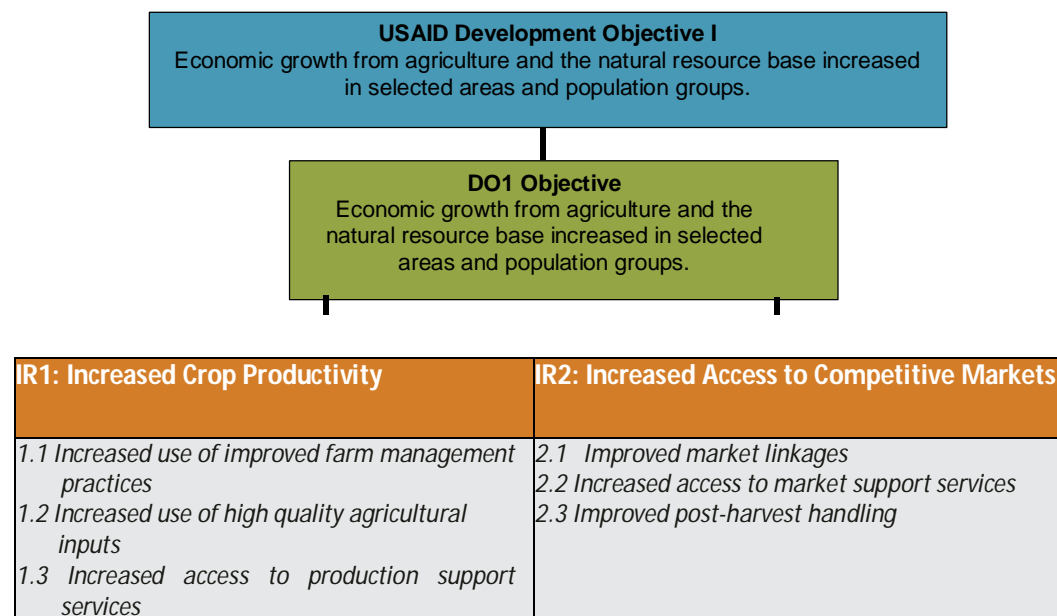 USAID Development Objective I
Economic growth from agriculture and the natural resource base increased
in selected areas and population groups.
DO1 Objective
Economic growth from agriculture and the
natural resource base increased in selected
areas and population groups.
IR1: Increased Crop Productivity
IR2: Increased Access to Competitive Markets
1.1 Increased use of improved farm management
practices
1.2 Increased use of high quality agricultural
inputs
1.3 Increased access to production support
services
2.1 Improved market linkages
2.2 Increased access to market support services
2.3 Improved post-harvest handling